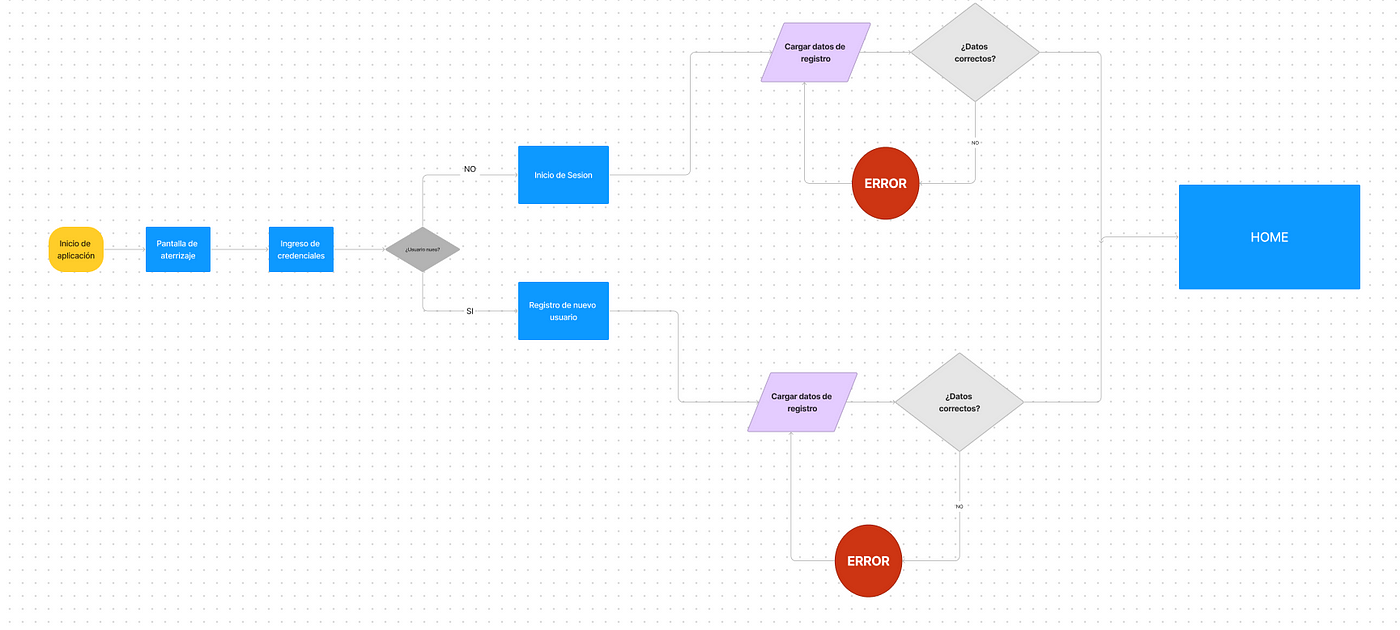 Cargar datos de
registro
¿Datos
correctos?
NO
ERROR
NO
Inicio de Sesion
Inicio de
aplicación
Pantalla de
aterrizaje
Ingreso de
credenciales
¿Usuario nuevo?
HOME
SI
Registro de nuevo
usuario
Cargar datos de
registro
¿Datos
correctos?
NO
ERROR